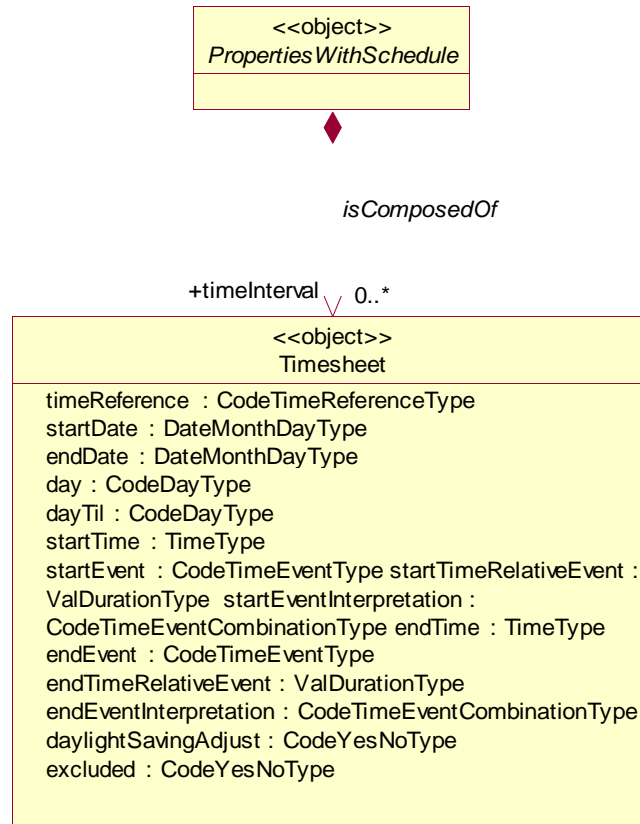 <<object>>
PropertiesWithSchedule
isComposedOf
+timeInterval 0..*
<<object>>
Timesheet
timeReference : CodeTimeReferenceType
startDate : DateMonthDayType
endDate : DateMonthDayType
day : CodeDayType
dayTil : CodeDayType
startTime : TimeType
startEvent : CodeTimeEventType startTimeRelativeEvent :
ValDurationType startEventInterpretation :
CodeTimeEventCombinationType endTime : TimeType
endEvent : CodeTimeEventType
endTimeRelativeEvent : ValDurationType
endEventInterpretation : CodeTimeEventCombinationType
daylightSavingAdjust : CodeYesNoType
excluded : CodeYesNoType